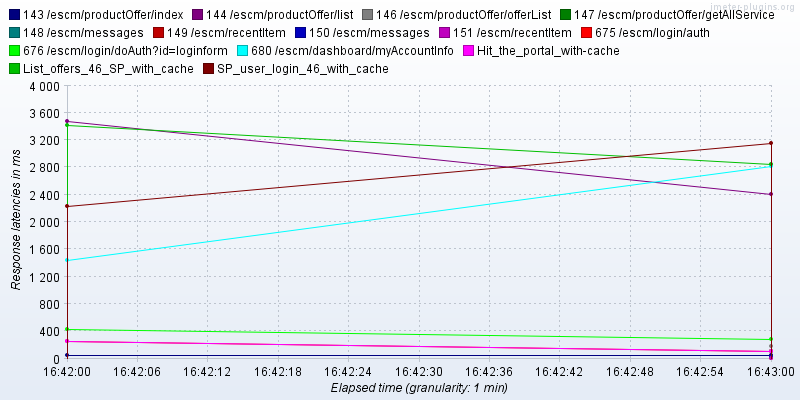 jmeter-plugins.org
143 /escm/productOffer/index 144 /escm/productOffer/list 146 /escm/productOffer/offerList 147 /escm/productOffer/getAllService
148 /escm/messages 149 /escm/recentItem 150 /escm/messages 151 /escm/recentItem 675 /escm/login/auth
676 /escm/login/doAuth?id=loginform 680 /escm/dashboard/myAccountInfo Hit_the_portal_with-cache
List_offers_46_SP_with_cache SP_user_login_46_with_cache
4 000
3 600
3 200
2 800
2 400
2 000
1 600
1 200
800
400
0
Response latencies in ms
16:42:00 16:42:06 16:42:12 16:42:18 16:42:24 16:42:30 16:42:36 16:42:42 16:42:48 16:42:54 16:43:00
Elapsed time (granularity: 1 min)